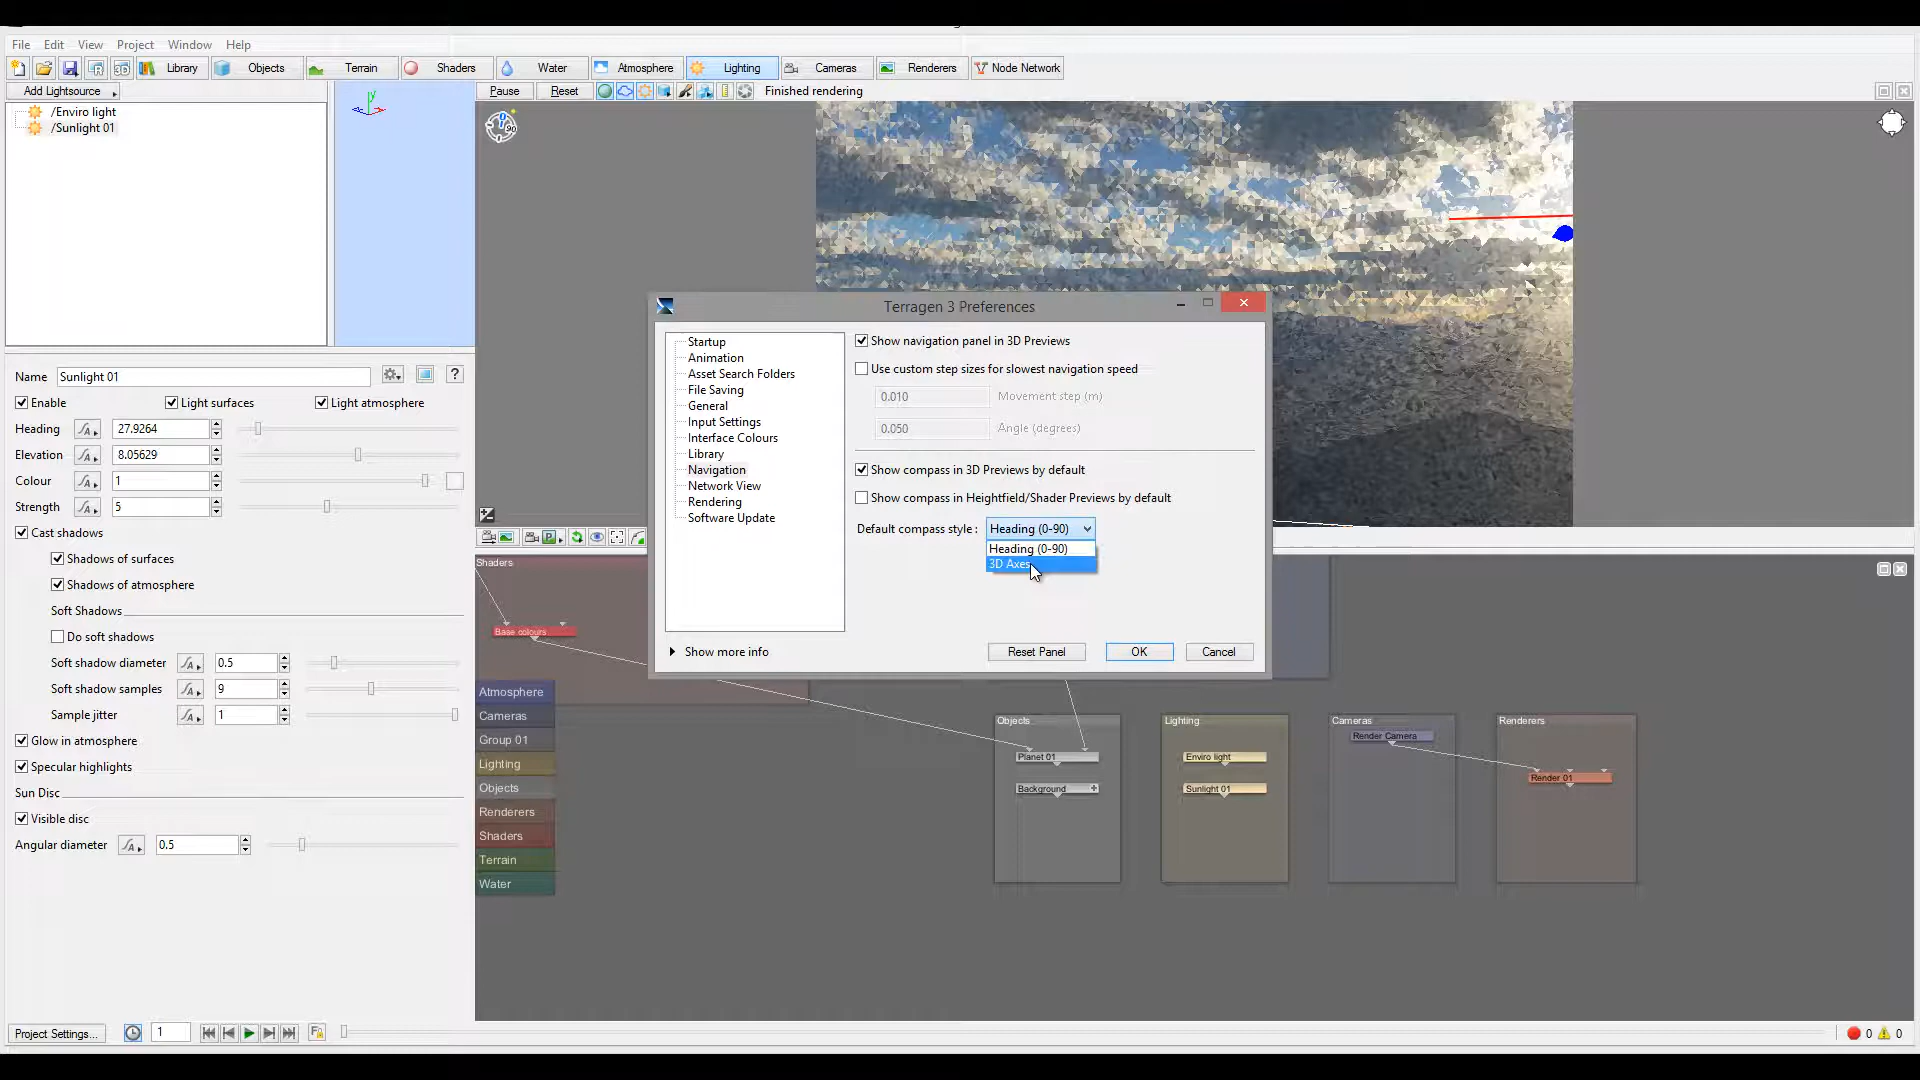 File Edit View Project Window Help
Library Objects Terrain Shaders Water Atmosphere Lighting Cameras Renderers Node Network
Add Lightsource
Pause Reset Finished rendering
/Enviro light
/Sunlight 01
y
90
Terragen 3 Preferences
Startup
Animation
Asset Search Folders
File Saving
General
Input Settings
Interface Colours
Library
Navigation
Network View
Rendering
Software Update
Show navigation panel in 3D Previews
Use custom step sizes for slowest navigation speed
0.010 Movement step (m)
0.050 Angle (degrees)
Show compass in 3D Previews by default
Show compass in Heightfield/Shader Previews by default
Default compass style : Heading (0-90)
Heading (0-90)
3D Axes
Show more info
Reset Panel OK Cancel
Name Sunlight 01 ?
Enable Light surfaces Light atmosphere
Heading 27.9264
Elevation 8.05629
Colour 1
Strength 5
Cast shadows
Shadows of surfaces
Shadows of atmosphere
Soft Shadows
Do soft shadows
Soft shadow diameter 0.5
Soft shadow samples 9
Sample jitter 1
Glow in atmosphere
Specular highlights
Sun Disc
Visible disc
Angular diameter 0.5
Shaders
Base colours
Atmosphere
Cameras
Group 01
Lighting
Objects
Renderers
Shaders
Terrain
Water
Objects
Planet 01
Background
Lighting
Enviro light
Sunlight 01
Cameras
Render Camera
Renderers
Render 01
Project Settings... 1 0 0